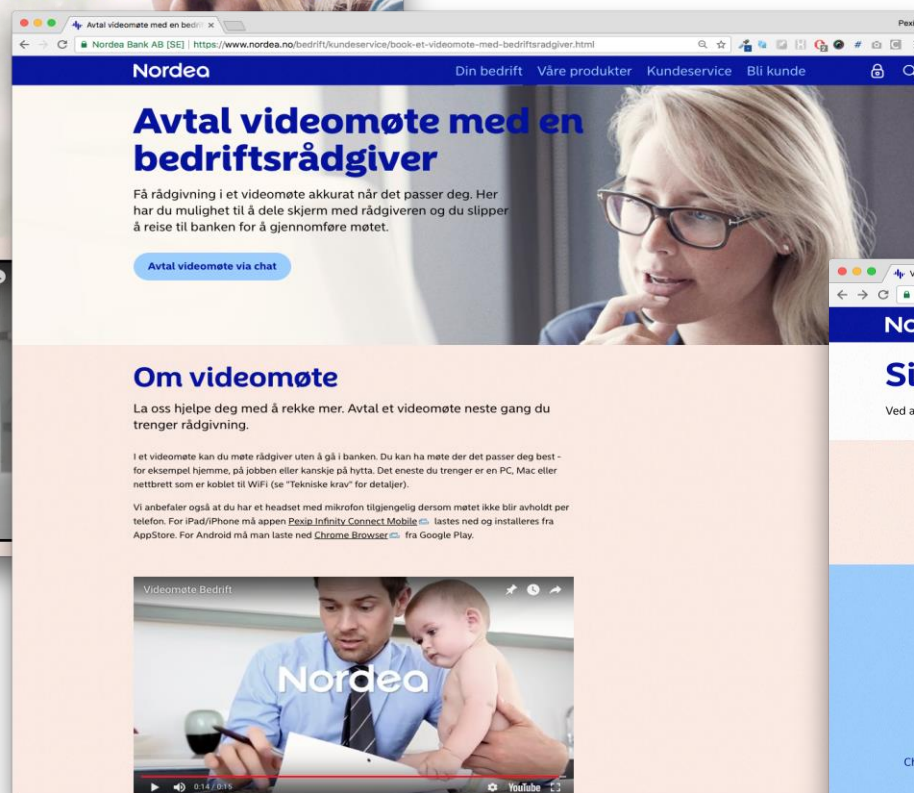 Avtal videomøte med en bedri
Pexi
Nordea Bank AB [SE] | https://www.nordea.no/bedrift/kundeservice/book-et-videomote-med-bedriftsradgiver.html
Nordea
Din bedrift Våre produkter Kundeservice Bli kunde
Avtal videomøte med en
bedriftsrådgiver
Få rådgivning i et videomøte akkurat når det passer deg. Her
har du mulighet til å dele skjerm med rådgiveren og du slipper
å reise til banken for å gjennomføre møtet.
Avtal videomøte via chat
Om videomøte
La oss hjelpe deg med å rekke mer. Avtal et videomøte neste gang du
trenger rådgivning.
I et videomøte kan du møte rådgiver uten å gå i banken. Du kan ha møte der det passer deg best -
for eksempel hjemme, på jobben eller kanskje på hytta. Det eneste du trenger er en PC, Mac eller
nettbrett som er koblet til WiFi (se "Tekniske krav" for detaljer).
Vi anbefaler også at du har et headset med mikrofon tilgjengelig dersom møtet ikke blir avholdt per
telefon. For iPad/iPhone må appen Pexip Infinity Connect Mobile lastes ned og installeres fra
AppStore. For Android må man laste ned Chrome Browser fra Google Play.
Videomøte Bedrift
Nordea
0:14 / 0:15
YouTube
V
No
Si
Ved a
Ch